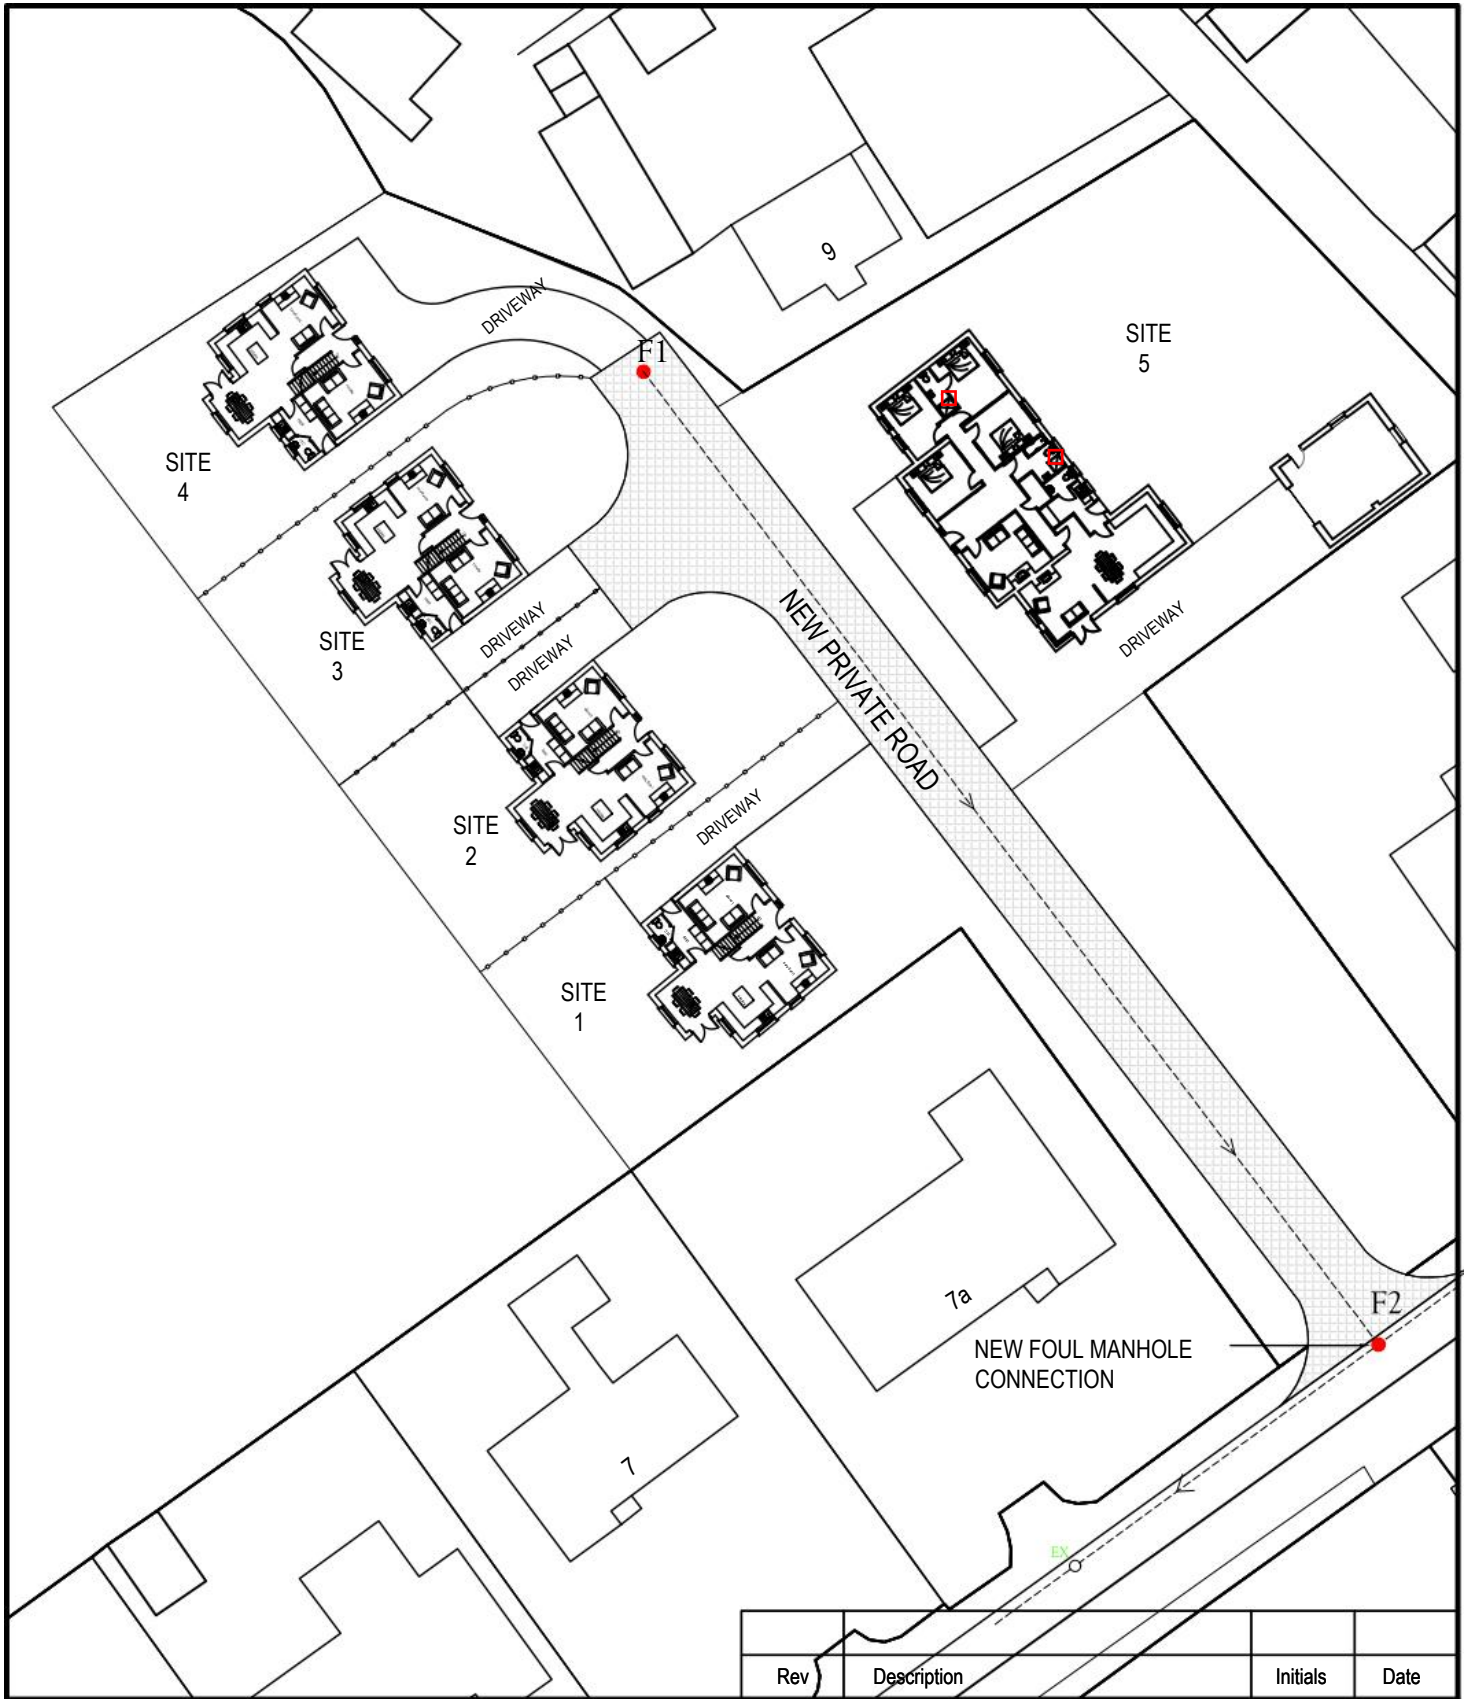 9
DRIVEWAY
F1
SITE
5
SITE
4
NEW PRIVATE ROAD
DRIVEWAY
SITE
3
DRIVEWAY
DRIVEWAY
SITE
2
DRIVEWAY
SITE
1
7a
F2
NEW FOUL MANHOLE
CONNECTION
7
EX
Rev Description Initials Date